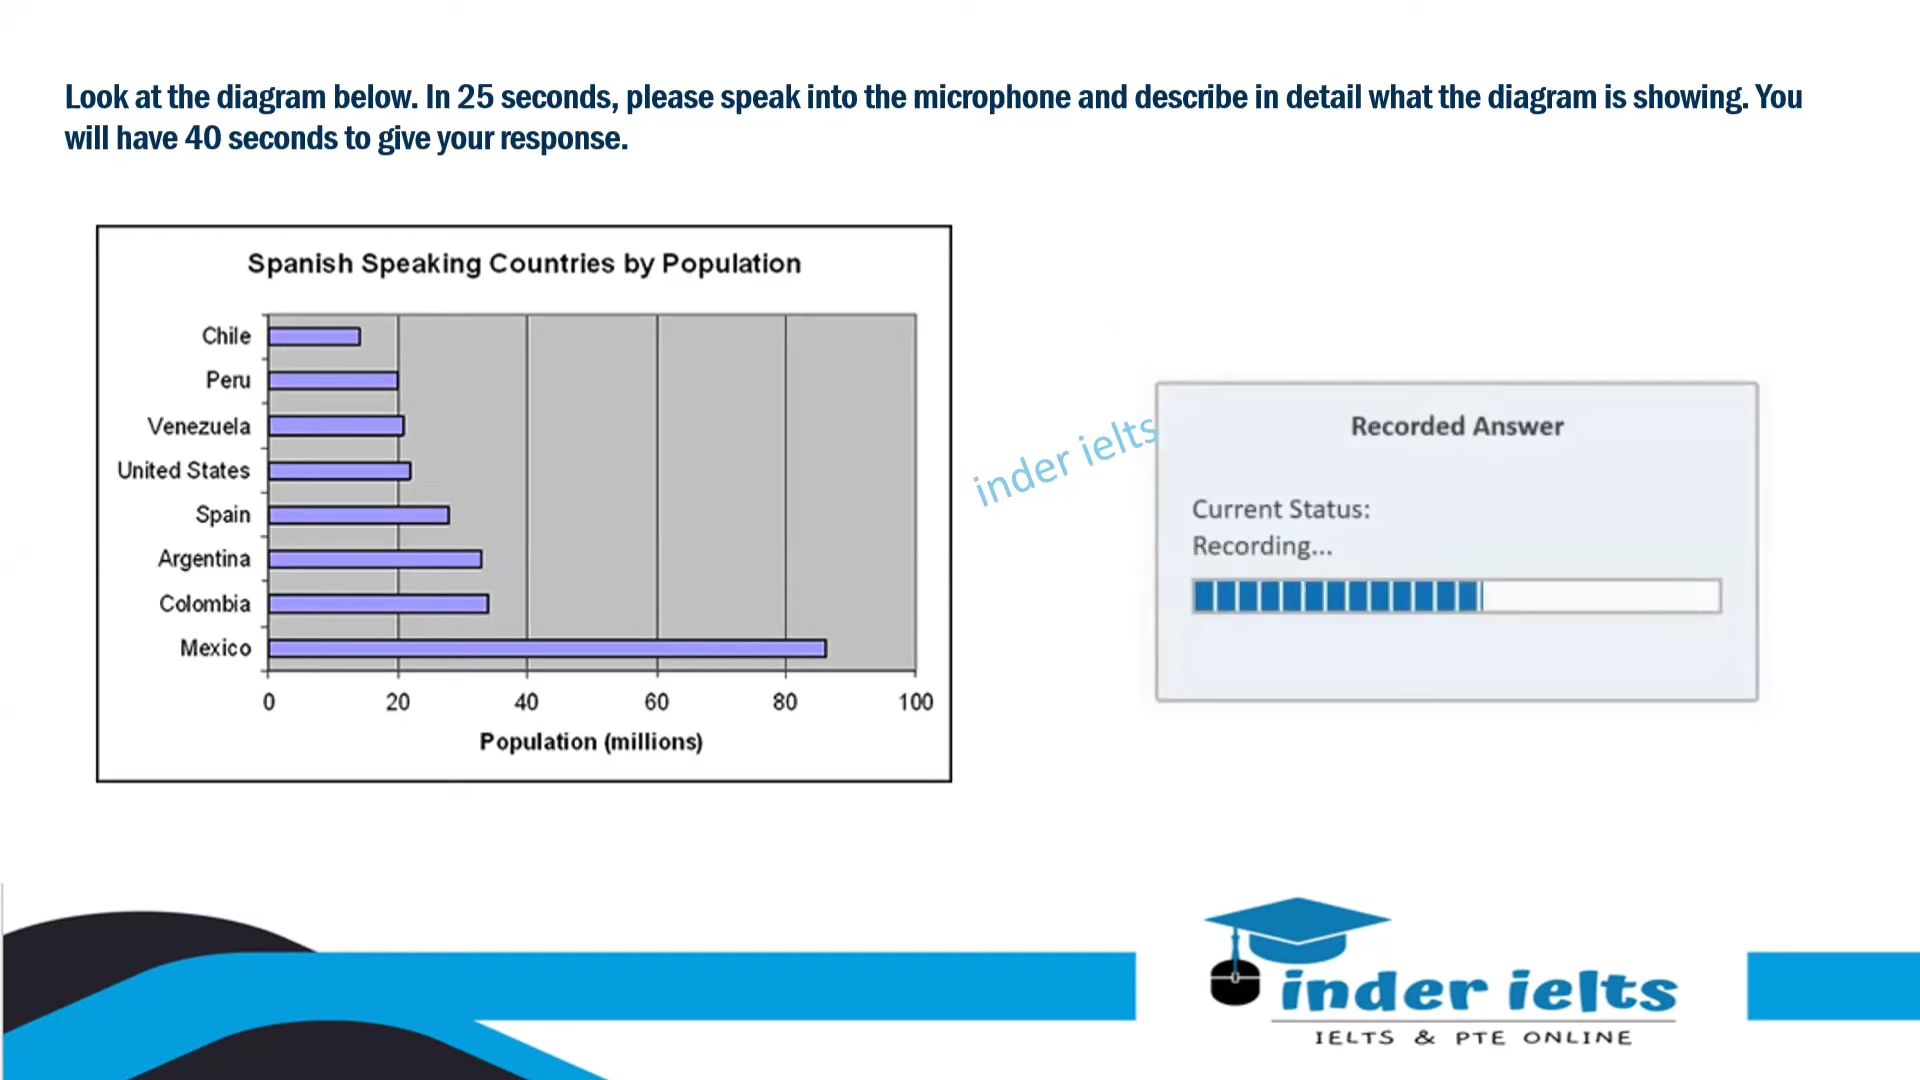 Look at the diagram below. In 25 seconds, please speak into the microphone and describe in detail what the diagram is showing. You
will have 40 seconds to give your response.
Spanish Speaking Countries by Population
Chile
Peru
Venezuela
United States
Spain
Argentina
Colombia
Mexico
0 20 40 60 80 100
Population (millions)
inder ielts
Recorded Answer
Current Status:
Recording...
inder ielts
IELTS & PTE ONLINE